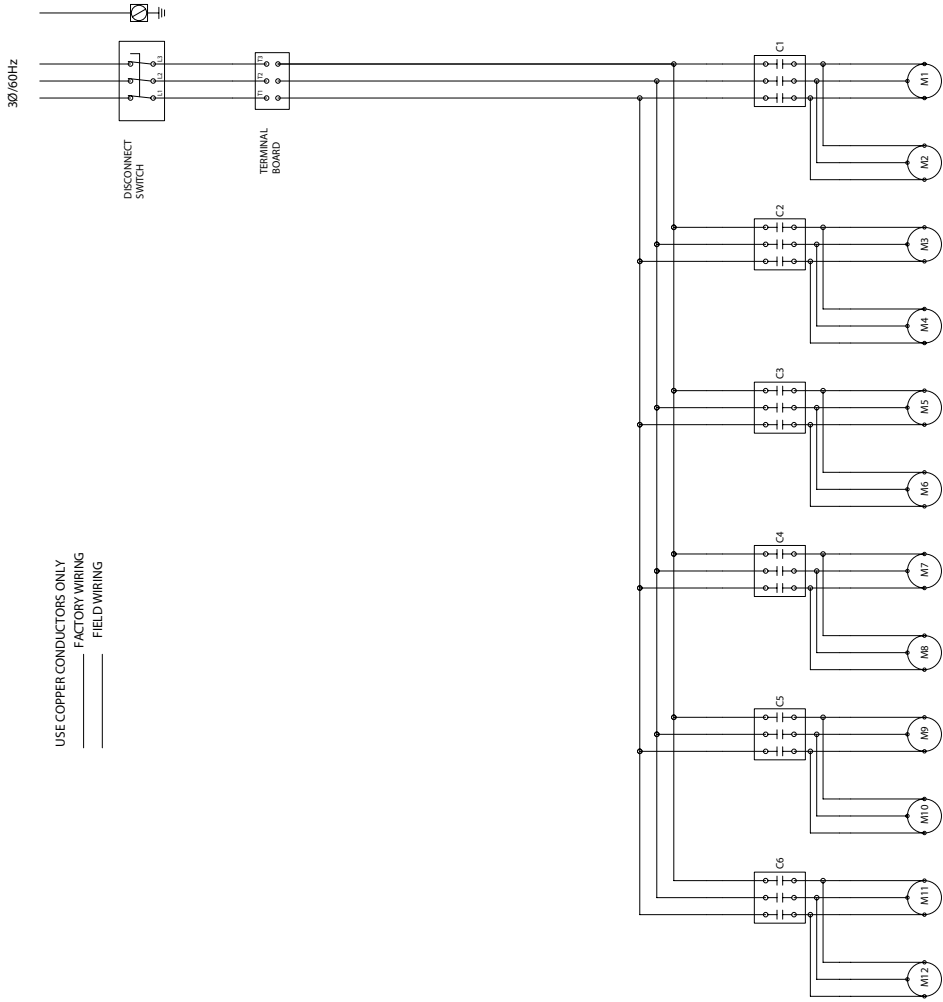 3Ø/60Hz
L3
L2
L1
DISCONNECT
SWITCH
T3
T2
T1
TERMINAL
BOARD
C1
M1
M2
C2
M3
M4
C3
M5
M6
C4
M7
M8
C5
M9
M10
C6
M11
M12
USE COPPER CONDUCTORS ONLY
FACTORY WIRING
FIELD WIRING